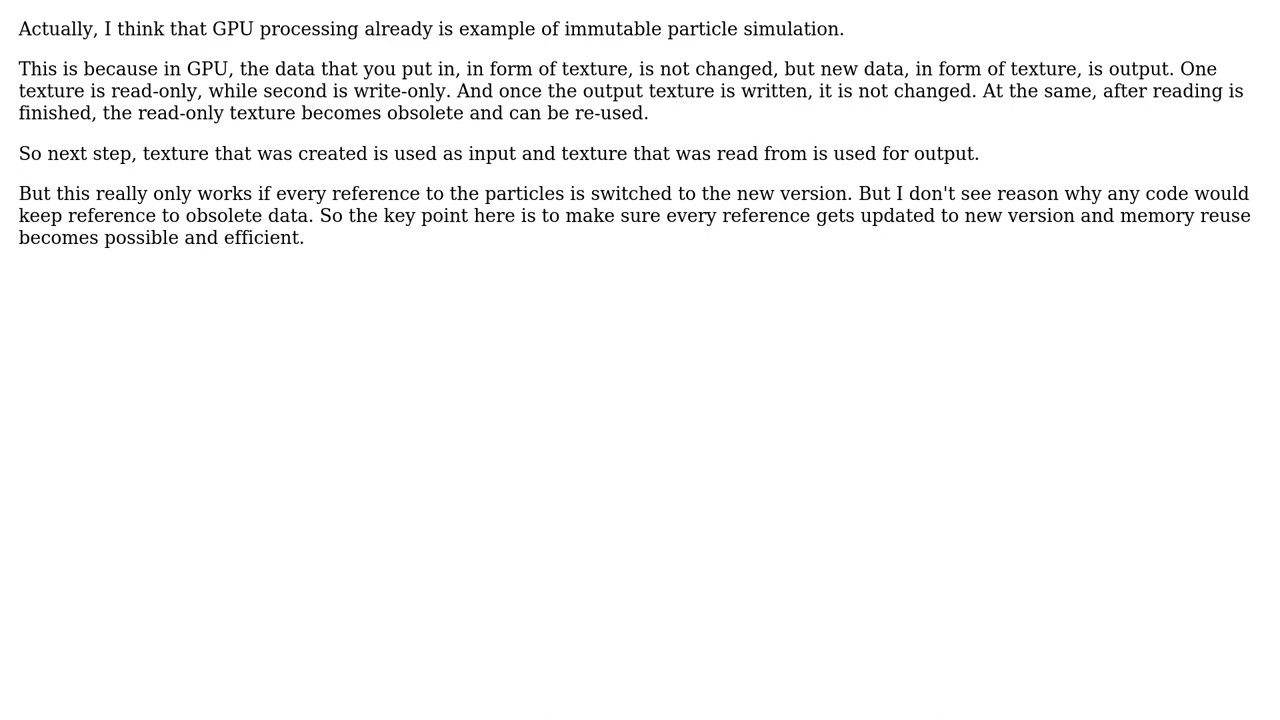 Actually, I think that GPU processing already is example of immutable particle simulation.
This is because in GPU, the data that you put in, in form of texture, is not changed, but new data, in form of texture, is output. One
texture is read-only, while second is write-only. And once the output texture is written, it is not changed. At the same, after reading is
finished, the read-only texture becomes obsolete and can be re-used.
So next step, texture that was created is used as input and texture that was read from is used for output.
But this really only works if every reference to the particles is switched to the new version. But I don't see reason why any code would
keep reference to obsolete data. So the key point here is to make sure every reference gets updated to new version and memory reuse
becomes possible and efficient.